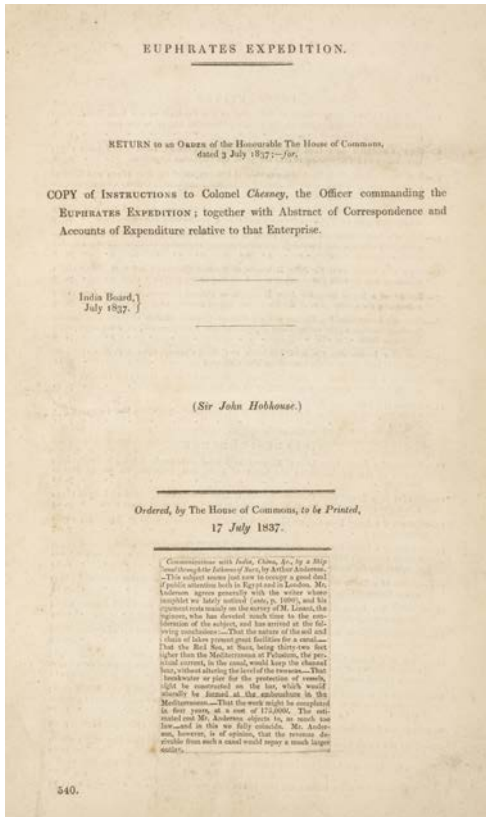 EUPHRATES EXPEDITION.
RETURN to an ORDER of the Honourable The House of Commons,
dated 3 July 1837;—for,
COPY of INSTRUCTIONS to Colonel Chesney, the Officer commanding the
EUPHRATES EXPEDITION; together with Abstract of Correspondence and
Accounts of Expenditure relative to that Enterprise.
India Board,}
July 1837. }
(Sir John Hobhouse.)
Ordered, by The House of Commons, to be Printed,
17 July 1837.
Communications with India, China, &c., by a Ship
Canal through the Isthmus of Suez, by Arthur Anderson.
—This subject seems just now to occupy a good deal
of public attention both in Egypt and in London. Mr.
Anderson agrees generally with the writer whose
pamphlet we lately noticed (ante, p. 1090), and his
argument rests mainly on the survey of M. Linant, the
engineer, who has devoted much time to the con-
sideration of the subject, and has arrived at the fol-
lowing conclusions:—That the nature of the soil and
a chain of lakes present great facilities for a canal.—
That the Red Sea, at Suez, being thirty-two feet
higher than the Mediterranean at Pelusium, the per-
petual current, in the canal, would keep the channel
clear, without altering the level of the two seas.—That
a breakwater or pier for the protection of vessels,
might be constructed on the bar, which would
naturally be formed at the embouchure in the
Mediterranean.—That the work might be completed
in four years, at a cost of 175,000l. The esti-
mated cost Mr. Anderson objects to, as much too
low—and in this we fully coincide. Mr. Ander-
son, however, is of opinion, that the revenue de-
rivable from such a canal would repay a much larger
outlay.
540.